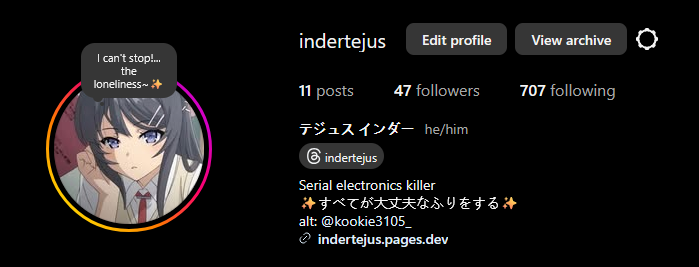 I can't stop!...
the
loneliness~✨
indertejus
Edit profile
View archive
11 posts
47 followers
707 following
テジュス インダー he/him
indertejus
Serial electronics killer
✨すべてが大丈夫なふりをする✨
alt: @kookie3105_
indertejus.pages.dev